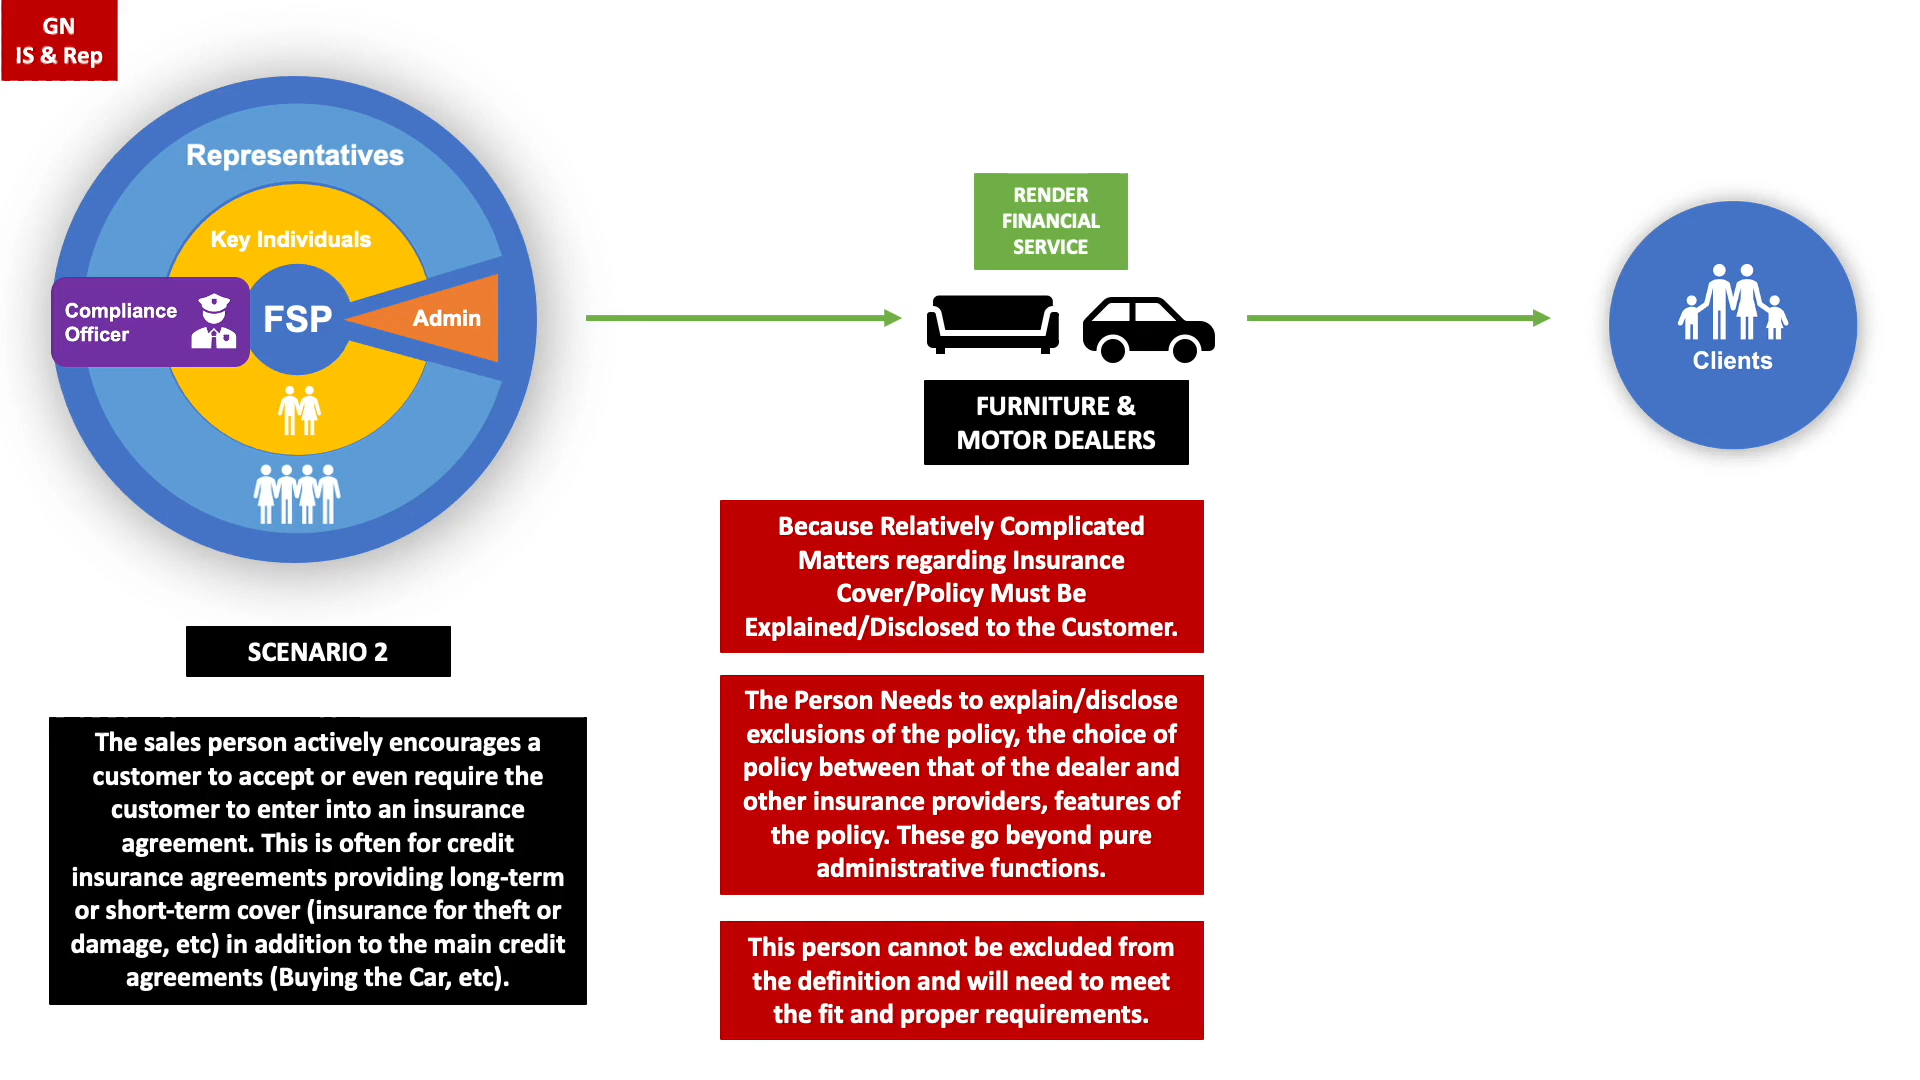 GN
IS & Rep
Representatives
Key Individuals
Compliance
Officer
FSP
Admin
RENDER
FINANCIAL
SERVICE
FURNITURE &
MOTOR DEALERS
Clients
SCENARIO 2
The sales person actively encourages a
customer to accept or even require the
customer to enter into an insurance
agreement. This is often for credit
insurance agreements providing long-term
or short-term cover (insurance for theft or
damage, etc) in addition to the main credit
agreements (Buying the Car, etc).
Because Relatively Complicated
Matters regarding Insurance
Cover/Policy Must Be
Explained/Disclosed to the Customer.
The Person Needs to explain/disclose
exclusions of the policy, the choice of
policy between that of the dealer and
other insurance providers, features of
the policy. These go beyond pure
administrative functions.
This person cannot be excluded from
the definition and will need to meet
the fit and proper requirements.